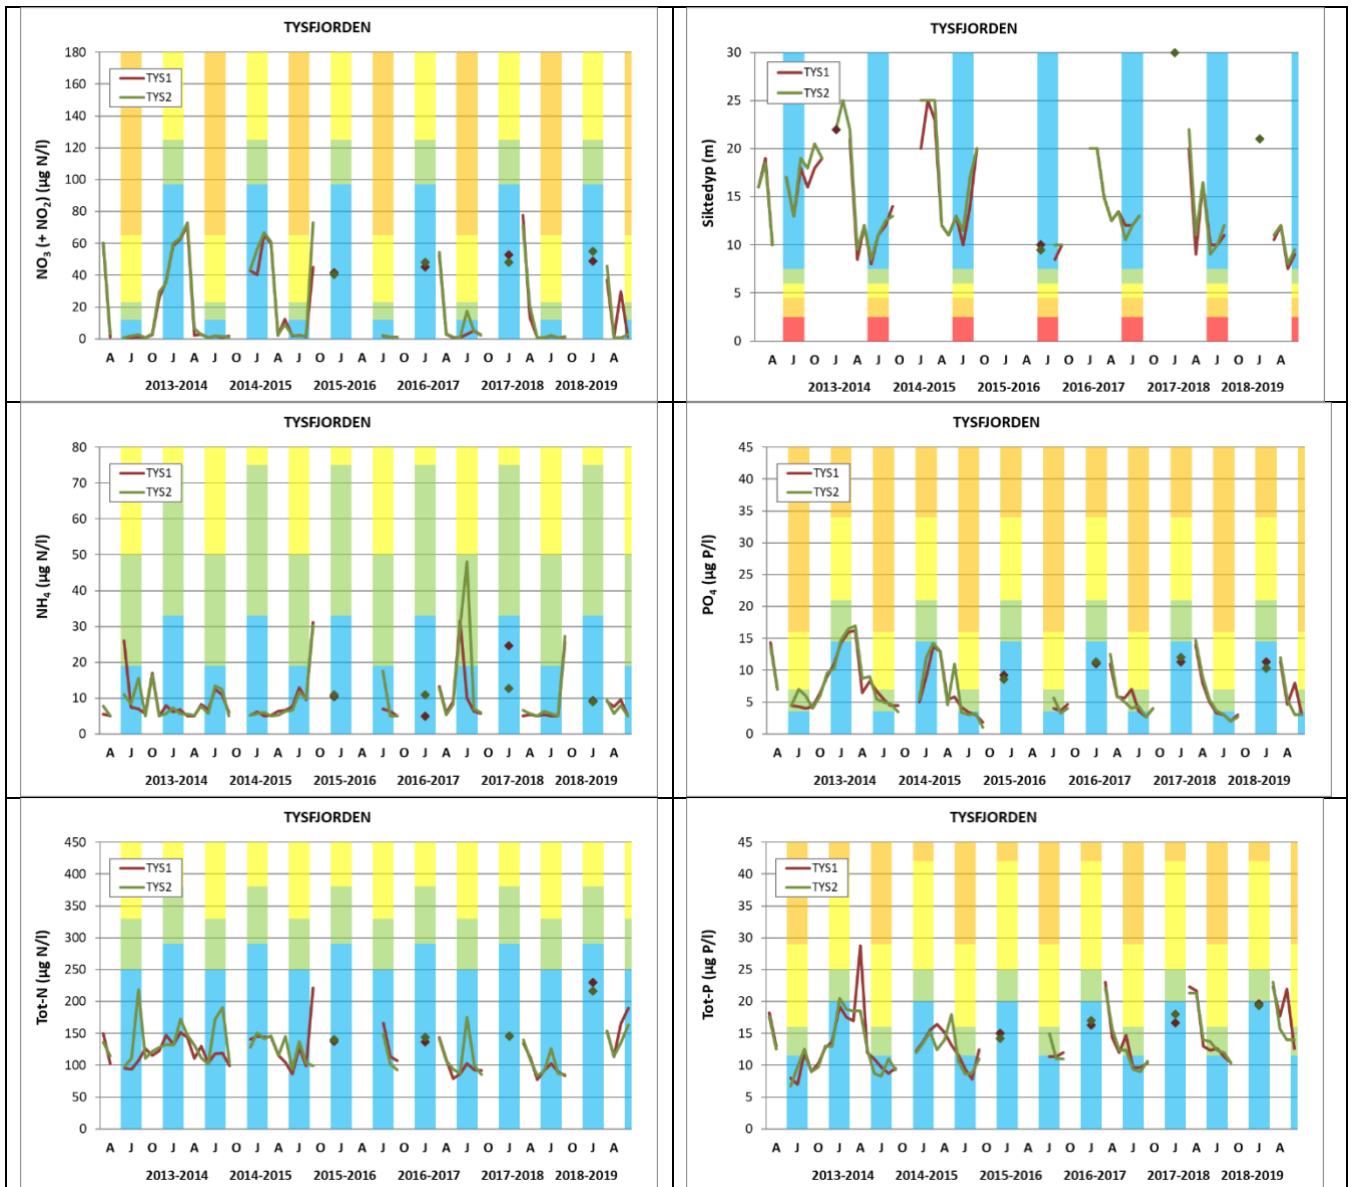 TYSFJORDEN
NO3 (+ NO2) (µg N/l)
180
160
140
120
100
80
60
40
20
0
TYS1
TYS2
A J O J A J O J A J O J A J O J A J O J A J O J A
2013-2014 2014-2015 2015-2016 2016-2017 2017-2018 2018-2019
TYSFJORDEN
Siktedyp (m)
30
25
20
15
10
5
0
TYS1
TYS2
A J O J A J O J A J O J A J O J A J O J A J O J A
2013-2014 2014-2015 2015-2016 2016-2017 2017-2018 2018-2019
TYSFJORDEN
NH4 (µg N/l)
80
70
60
50
40
30
20
10
0
TYS1
TYS2
A J O J A J O J A J O J A J O J A J O J A J O J A
2013-2014 2014-2015 2015-2016 2016-2017 2017-2018 2018-2019
TYSFJORDEN
PO4 (µg P/l)
45
40
35
30
25
20
15
10
5
0
TYS1
TYS2
A J O J A J O J A J O J A J O J A J O J A J O J A
2013-2014 2014-2015 2015-2016 2016-2017 2017-2018 2018-2019
TYSFJORDEN
Tot-N (µg N/l)
450
400
350
300
250
200
150
100
50
0
TYS1
TYS2
A J O J A J O J A J O J A J O J A J O J A J O J A
2013-2014 2014-2015 2015-2016 2016-2017 2017-2018 2018-2019
TYSFJORDEN
Tot-P (µg P/l)
45
40
35
30
25
20
15
10
5
0
TYS1
TYS2
A J O J A J O J A J O J A J O J A J O J A J O J A
2013-2014 2014-2015 2015-2016 2016-2017 2017-2018 2018-2019